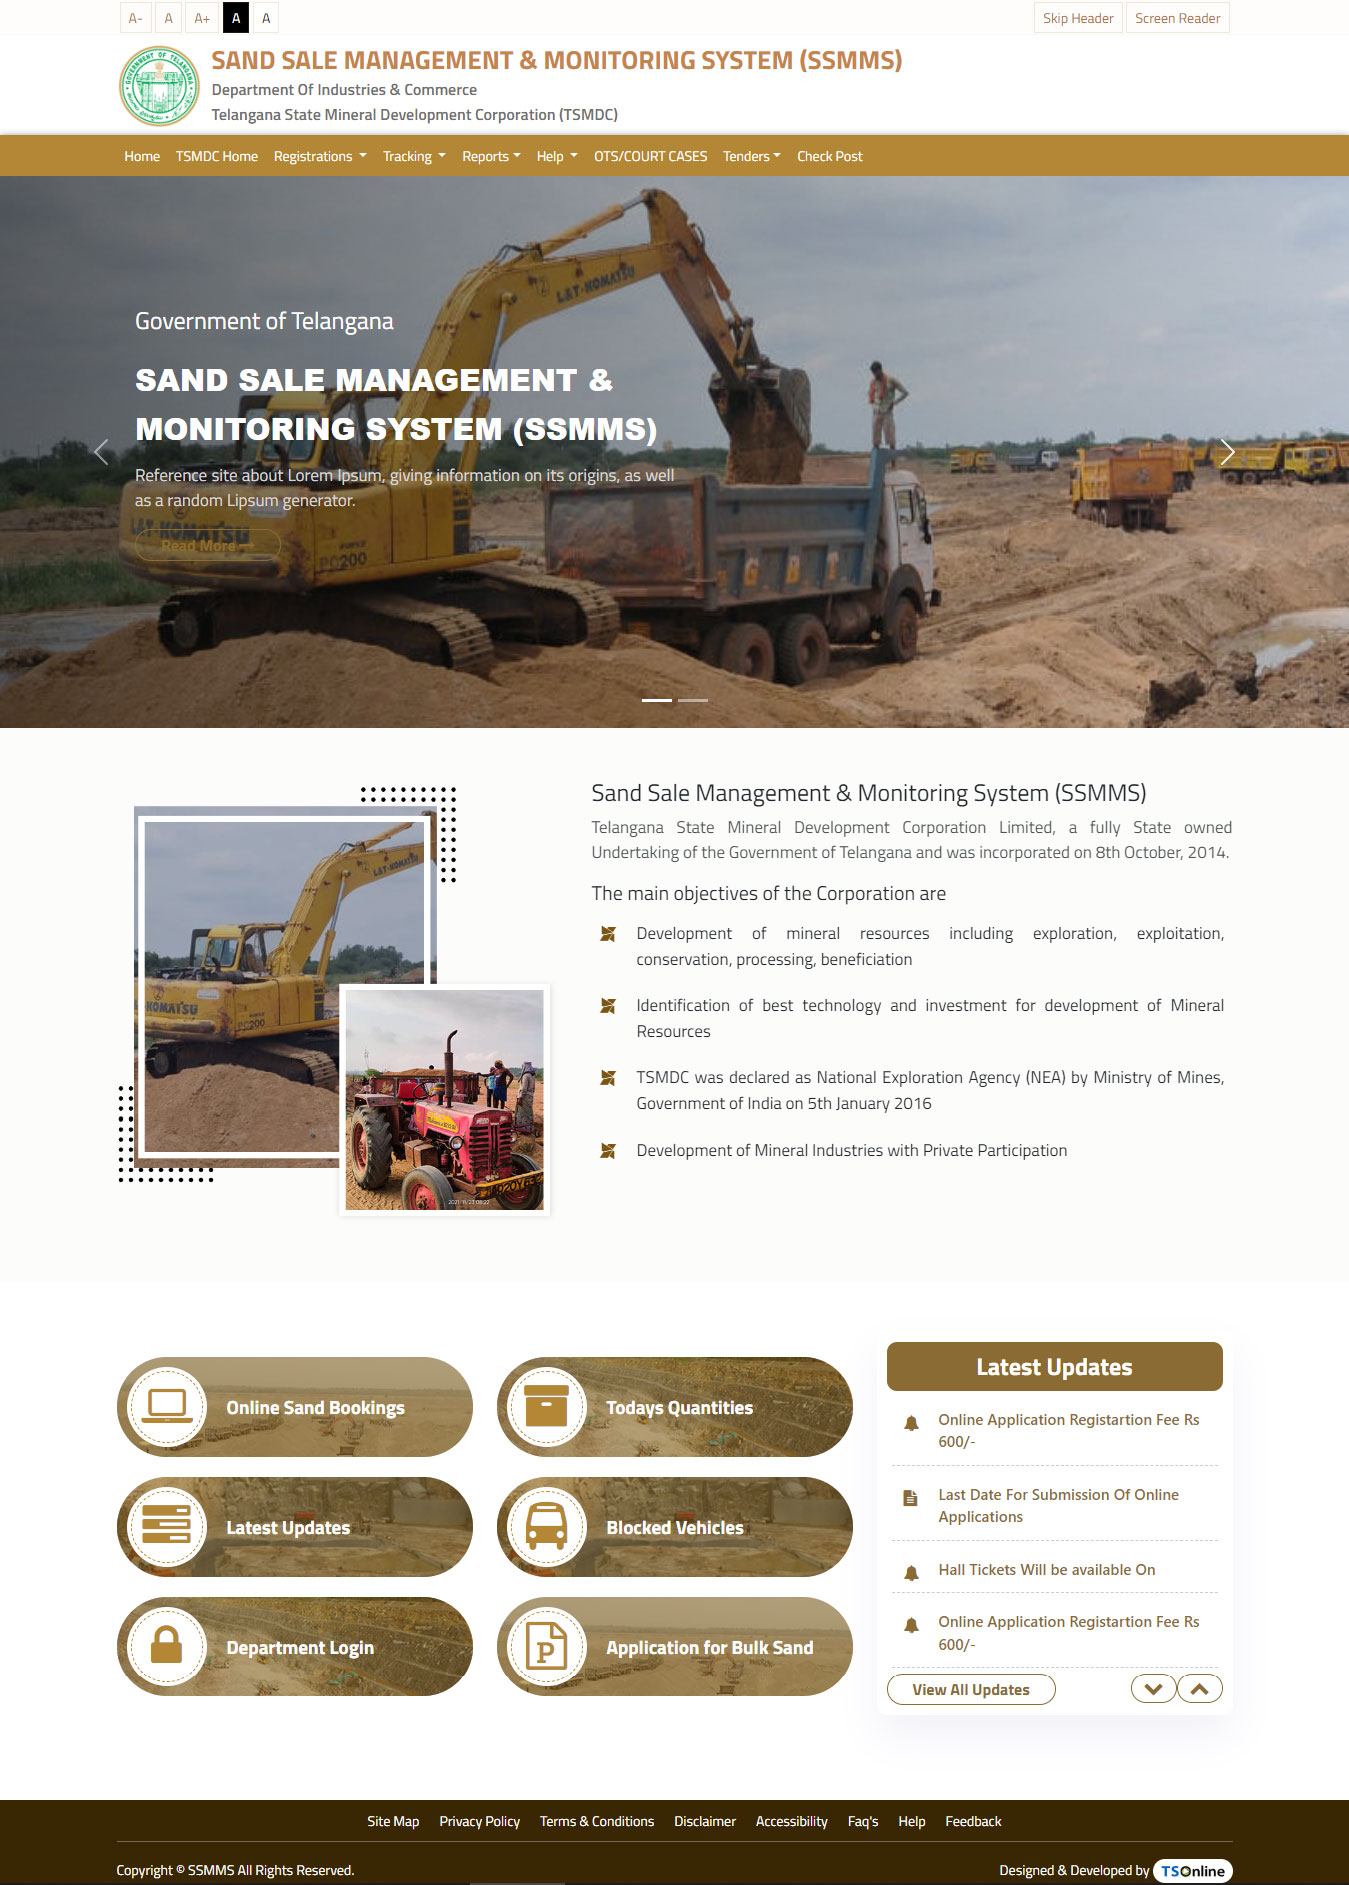 A- A A+ A A Skip Header Screen Reader
SAND SALE MANAGEMENT & MONITORING SYSTEM (SSMMS)
Department Of Industries & Commerce
Telangana State Mineral Development Corporation (TSMDC)
Home TSMDC Home Registrations Tracking Reports Help OTS/COURT CASES Tenders Check Post
L&T-KOMATSU
Government of Telangana
SAND SALE MANAGEMENT &
MONITORING SYSTEM (SSMMS)
Reference site about Lorem Ipsum, giving information on its origins, as well
as a random Lipsum generator.
L&T-KOMATSU
Read More
PC200
Sand Sale Management & Monitoring System (SSMMS)
Telangana State Mineral Development Corporation Limited, a fully State owned
Undertaking of the Government of Telangana and was incorporated on 8th October, 2014.
The main objectives of the Corporation are
Development of mineral resources including exploration, exploitation,
conservation, processing, beneficiation
Identification of best technology and investment for development of Mineral
Resources
TSMDC was declared as National Exploration Agency (NEA) by Ministry of Mines,
Government of India on 5th January 2016
Development of Mineral Industries with Private Participation
L&T-KOMATSU
-KOMATSU
PC200
Latest Updates
Online Sand Bookings
Todays Quantities
Online Application Registartion Fee Rs
600/-
Last Date For Submission Of Online
Applications
Latest Updates
Blocked Vehicles
Hall Tickets Will be available On
Online Application Registartion Fee Rs
600/-
Department Login
P
Application for Bulk Sand
View All Updates
Site Map Privacy Policy Terms & Conditions Disclaimer Accessibility Faq's Help Feedback
Copyright © SSMMS All Rights Reserved.
Designed & Developed by TSOnline